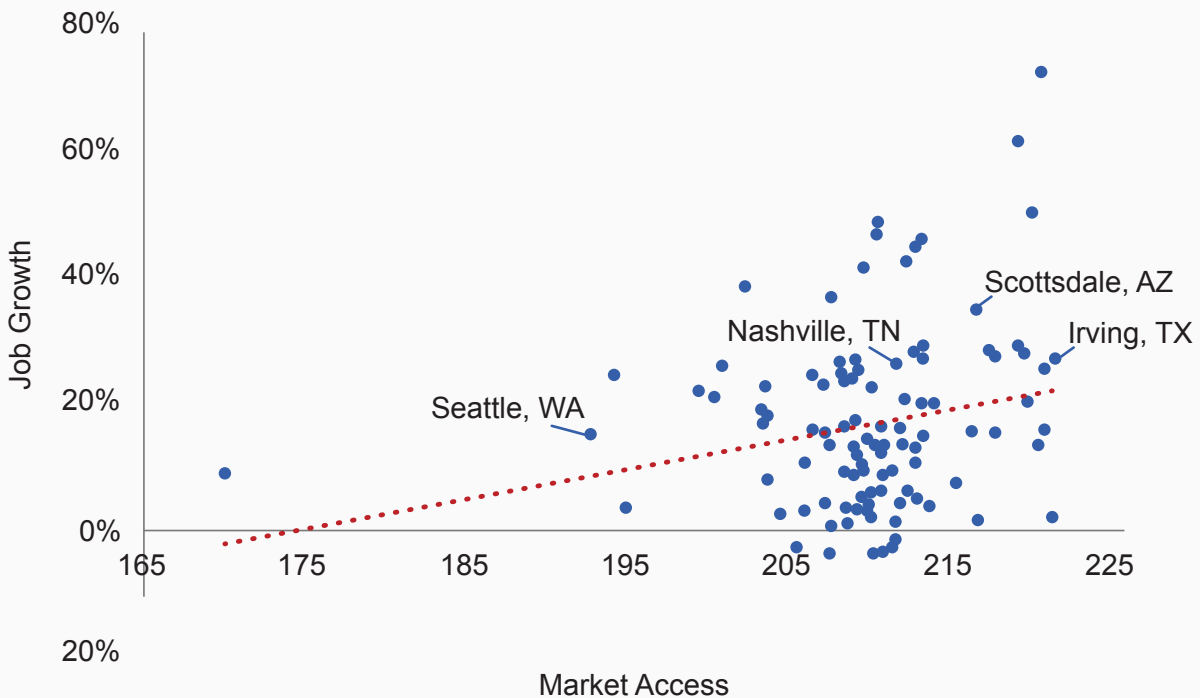 80%
60%
40%
20%
0%
20%
Job Growth
Scottsdale, AZ
Nashville, TN
Irving, TX
Seattle, WA
165
175
185
195
205
215
225
Market Access